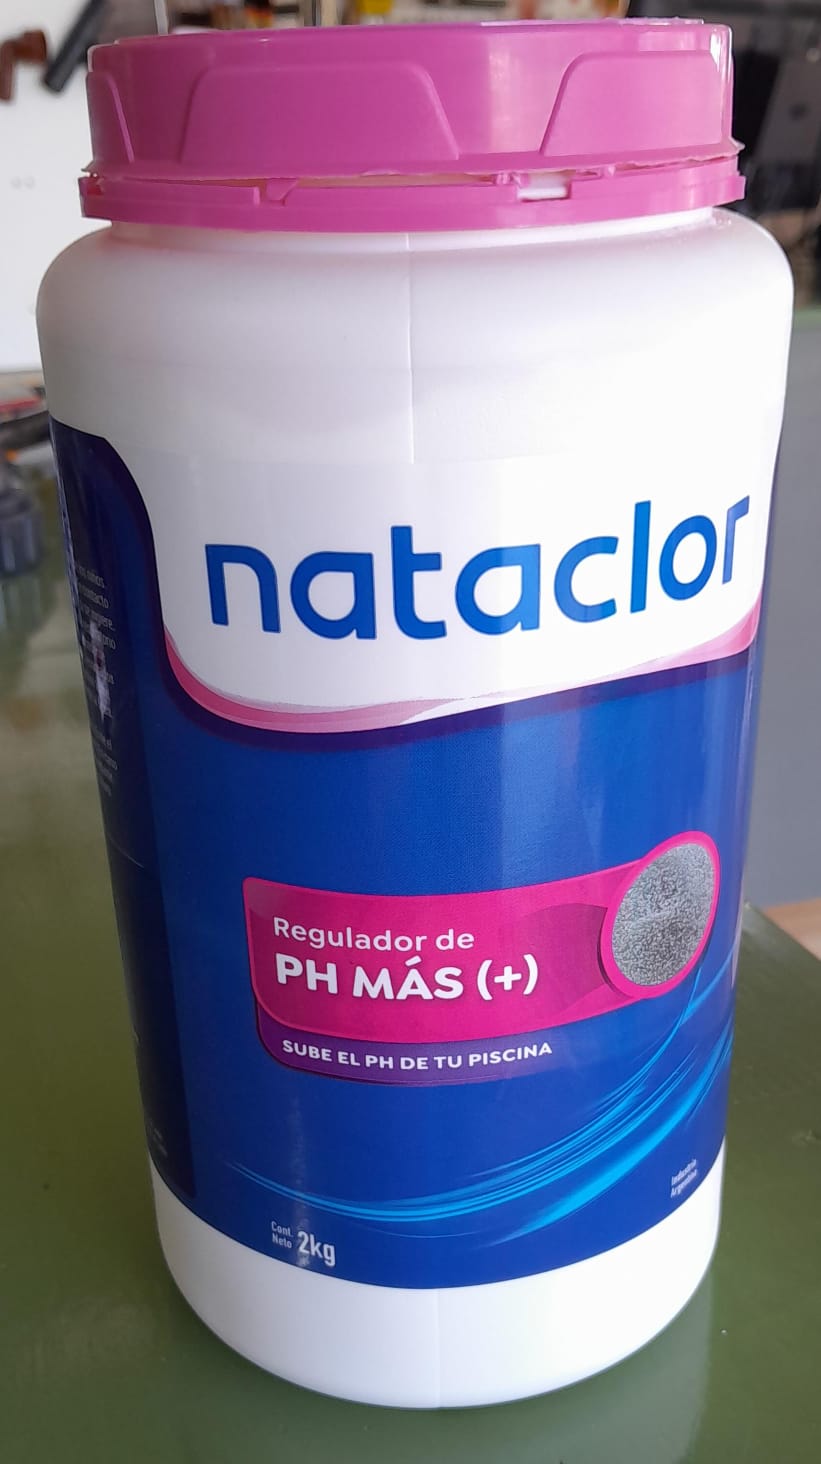 nataclor
Regulador de
PH MÁS (+)
SUBE EL PH DE TU PISCINA
Industria
Argentina
Cont.
Neto 2kg